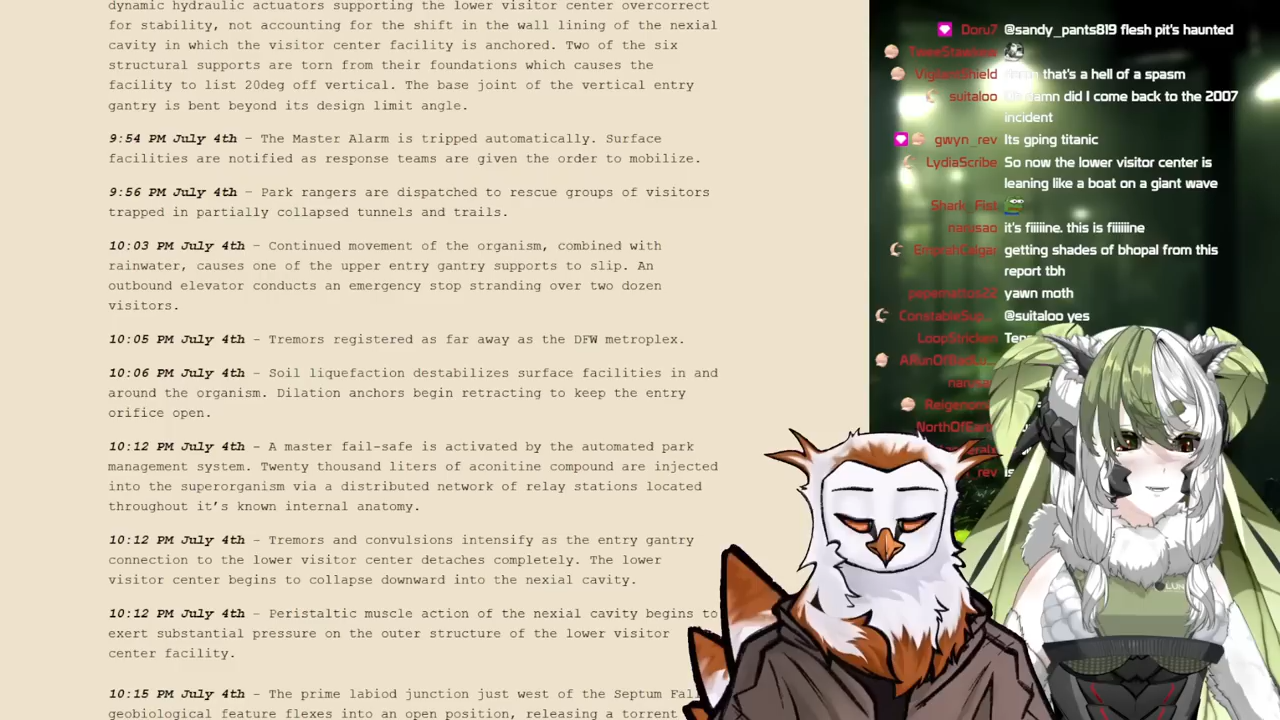 dynamic hydraulic actuators supporting the lower visitor center overcorrect
for stability, not accounting for the shift in the wall lining of the nexial
cavity in which the visitor center facility is anchored. Two of the six
structural supports are torn from their foundations which causes the
facility to list 20deg off vertical. The base joint of the vertical entry
gantry is bent beyond its design limit angle.
9:54 PM July 4th – The Master Alarm is tripped automatically. Surface
facilities are notified as response teams are given the order to mobilize.
9:56 PM July 4th – Park rangers are dispatched to rescue groups of visitors
trapped in partially collapsed tunnels and trails.
10:03 PM July 4th – Continued movement of the organism, combined with
rainwater, causes one of the upper entry gantry supports to slip. An
outbound elevator conducts an emergency stop stranding over two dozen
visitors.
10:05 PM July 4th – Tremors registered as far away as the DFW metroplex.
10:06 PM July 4th – Soil liquefaction destabilizes surface facilities in and
around the organism. Dilation anchors begin retracting to keep the entry
orifice open.
10:12 PM July 4th – A master fail-safe is activated by the automated park
management system. Twenty thousand liters of aconitine compound are injected
into the superorganism via a distributed network of relay stations located
throughout it's known internal anatomy.
10:12 PM July 4th – Tremors and convulsions intensify as the entry gantry
connection to the lower visitor center detaches completely. The lower
visitor center begins to collapse downward into the nexial cavity.
10:12 PM July 4th – Peristaltic muscle action of the nexial cavity begins to
exert substantial pressure on the outer structure of the lower visitor
center facility.
10:15 PM July 4th – The prime labiod junction just west of the Septum
geobiological feature flexes into an open position, releasing a torrent
Doru7 @sandy_pants819 flesh pit's haunted
VigilantShield that's a hell of a spasm
suitaloo damn did I come back to the 2007
incident
gwyn_rev Its gping titanic
LydiaScribe So now the lower visitor center is
leaning like a boat on a giant wave
Shark_Fist
narusao it's fiiiiine. this is fiiiiiine
getting shades of bhopal from this
report tbh
pepemattos22 yawn moth
ConstableSup... @suitaloo yes
LoopStricken